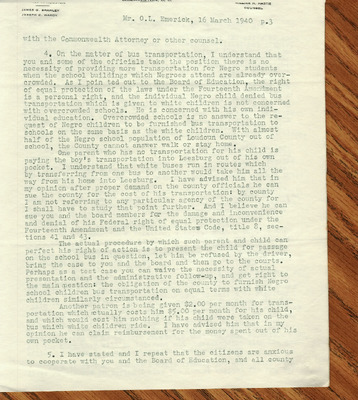 JAMES G. TYSON
JOSEPH C. WADDY
COUNSEL.
Mr. O.L. Emerick, 16 March 1940 p.3
with the Commonwealth Attorney or other counsel.
4. On the matter of bus transportation, I understand that
you and some of the officials take the position there is no
necessity of providing more transportation for Negro students
when the school buildings which Negroes attend are already over-
crowded. As I pointed out to the Board of Education, the right
of equal protection of the laws under the Fourteenth Amendment
is a personal right, and the individual Negro child denied bus
transportation which is given to white children is not concerned
with overcrowded schools. He is concerned with his own indi-
vidual education. Overcrowded schools is no answer to the re-
quest of Negro children to be furnished bus transportation to
schools on the same basis as the white children. With almost
half of the Negro school population of Loudoun County out of
school, the County cannot answer walk or stay home.
One parent who has no transportation for his child is
paying the boy's transportation into Leesburg out of his own
pocket. I understand that white buses run in routes which
by transferring from one bus to another would take him all the
way from his home into Leesburg. I have advised him that in
my opinion after proper demand on the county officials he can
sue the county for the cost of his transportation: by county
I am not referring to any particular agency of the county for
I shall have to study that point further. And I believe he can
sue you and the board members for the damage and inconvenience
and denial of his Federal right of equal protection under the
Fourteenth Amendment and the United States Code, title 8, sec-
tions 41 and 43.
The actual procedure by which such parent and child can
perfect his right of action is to present the child for passage
on the school bus in question, let him be refused by the driver,
bring the case to you and the board and then go to the courts.
Perhaps as a test case you can waive the necessity of actual
presentation and the administrative follow-up, and get right to
the main question: the obligation of the county to furnish Negro
school children bus transportation on equal terms with white
children similarly circumstanced.
Another patron is being given $2.00 per month for trans-
portation which actually costs him $5.00 per month for his child,
and which would cost him nothing if his child were taken on the
bus which white children ride. I have advised him that in my
opinion he can claim reimbursement for the money spent out of his
own pocket.
5. I have stated and I repeat that the citizens are anxious
to cooperate with you and the Board of Education, and all county